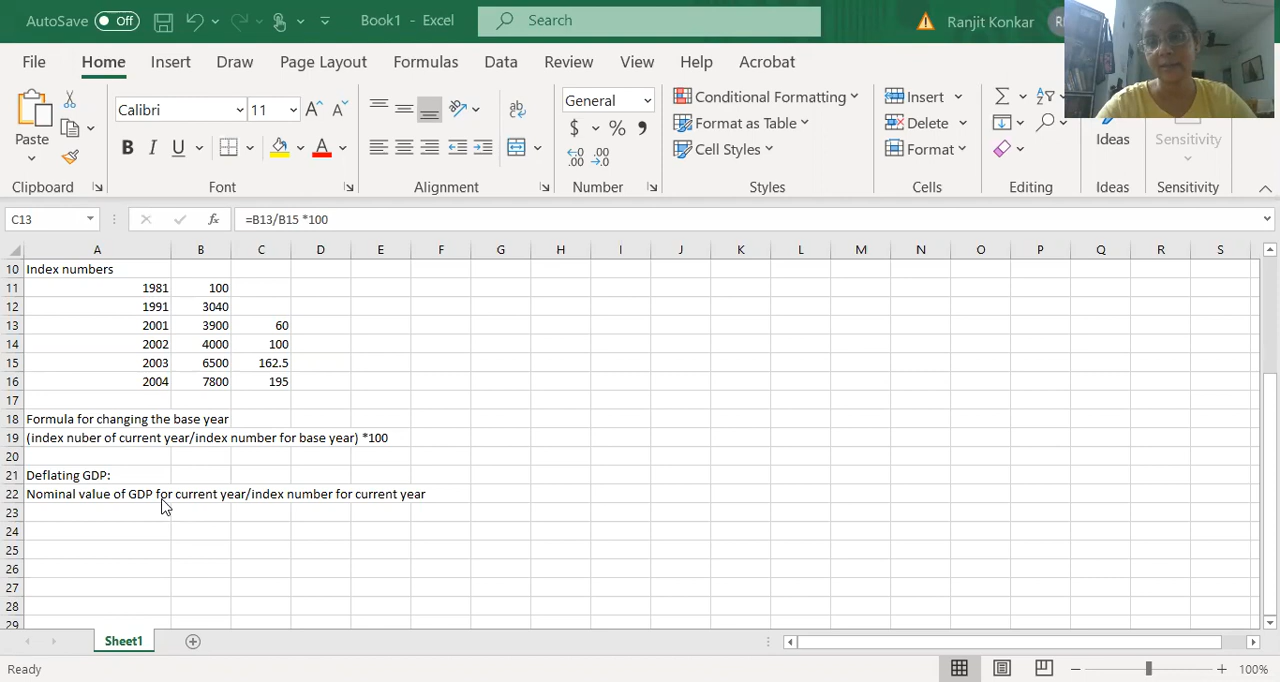 AutoSave Off Book1 - Excel Search Ranjit Konkar
File Home Insert Draw Page Layout Formulas Data Review View Help Acrobat
Paste Calibri 11 A^ A˅ B I U A ab General $ % 9 Conditional Formatting Format as Table Cell Styles Insert Delete Format Ideas Sensitivity
Clipboard Font Alignment Number Styles Cells Editing Ideas Sensitivity
C13 fx =B13/B15 *100
A B C D E F G H I J K L M N O P Q R S
10 Index numbers
11 1981 100
12 1991 3040
13 2001 3900 60
14 2002 4000 100
15 2003 6500 162.5
16 2004 7800 195
17
18 Formula for changing the base year
19 (index nuber of current year/index number for base year) *100
20
21 Deflating GDP:
22 Nominal value of GDP for current year/index number for current year
23
24
25
26
27
28
29
Sheet1
Ready 100%